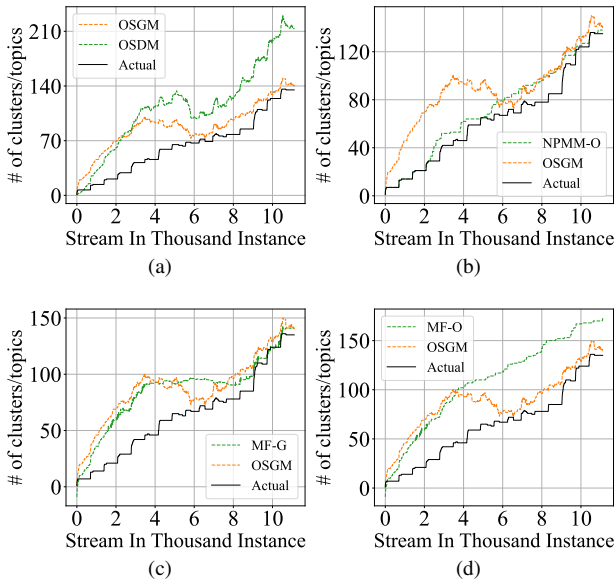 OSGM
OSDM
Actual
# of clusters/topics
210
140
70
0
0 2 4 6 8 10
Stream In Thousand Instance
(a)
NPMM-O
OSGM
Actual
# of clusters/topics
120
80
40
0
0 2 4 6 8 10
Stream In Thousand Instance
(b)
MF-G
OSGM
Actual
# of clusters/topics
150
100
50
0
0 2 4 6 8 10
Stream In Thousand Instance
(c)
MF-O
OSGM
Actual
# of clusters/topics
150
100
50
0
0 2 4 6 8 10
Stream In Thousand Instance
(d)